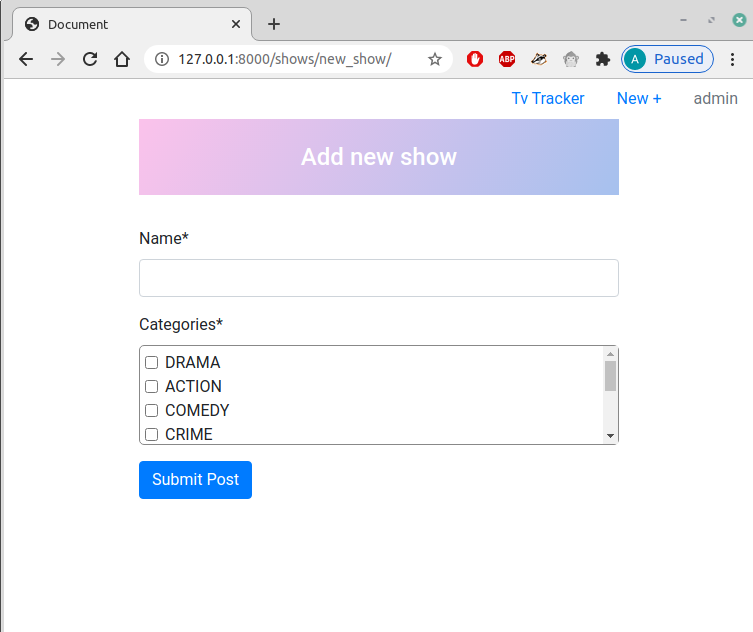 Document
127.0.0.1:8000/shows/new_show/
ABP
A Paused
Tv Tracker New + admin
Add new show
Name*
Categories*
DRAMA
ACTION
COMEDY
CRIME
Submit Post